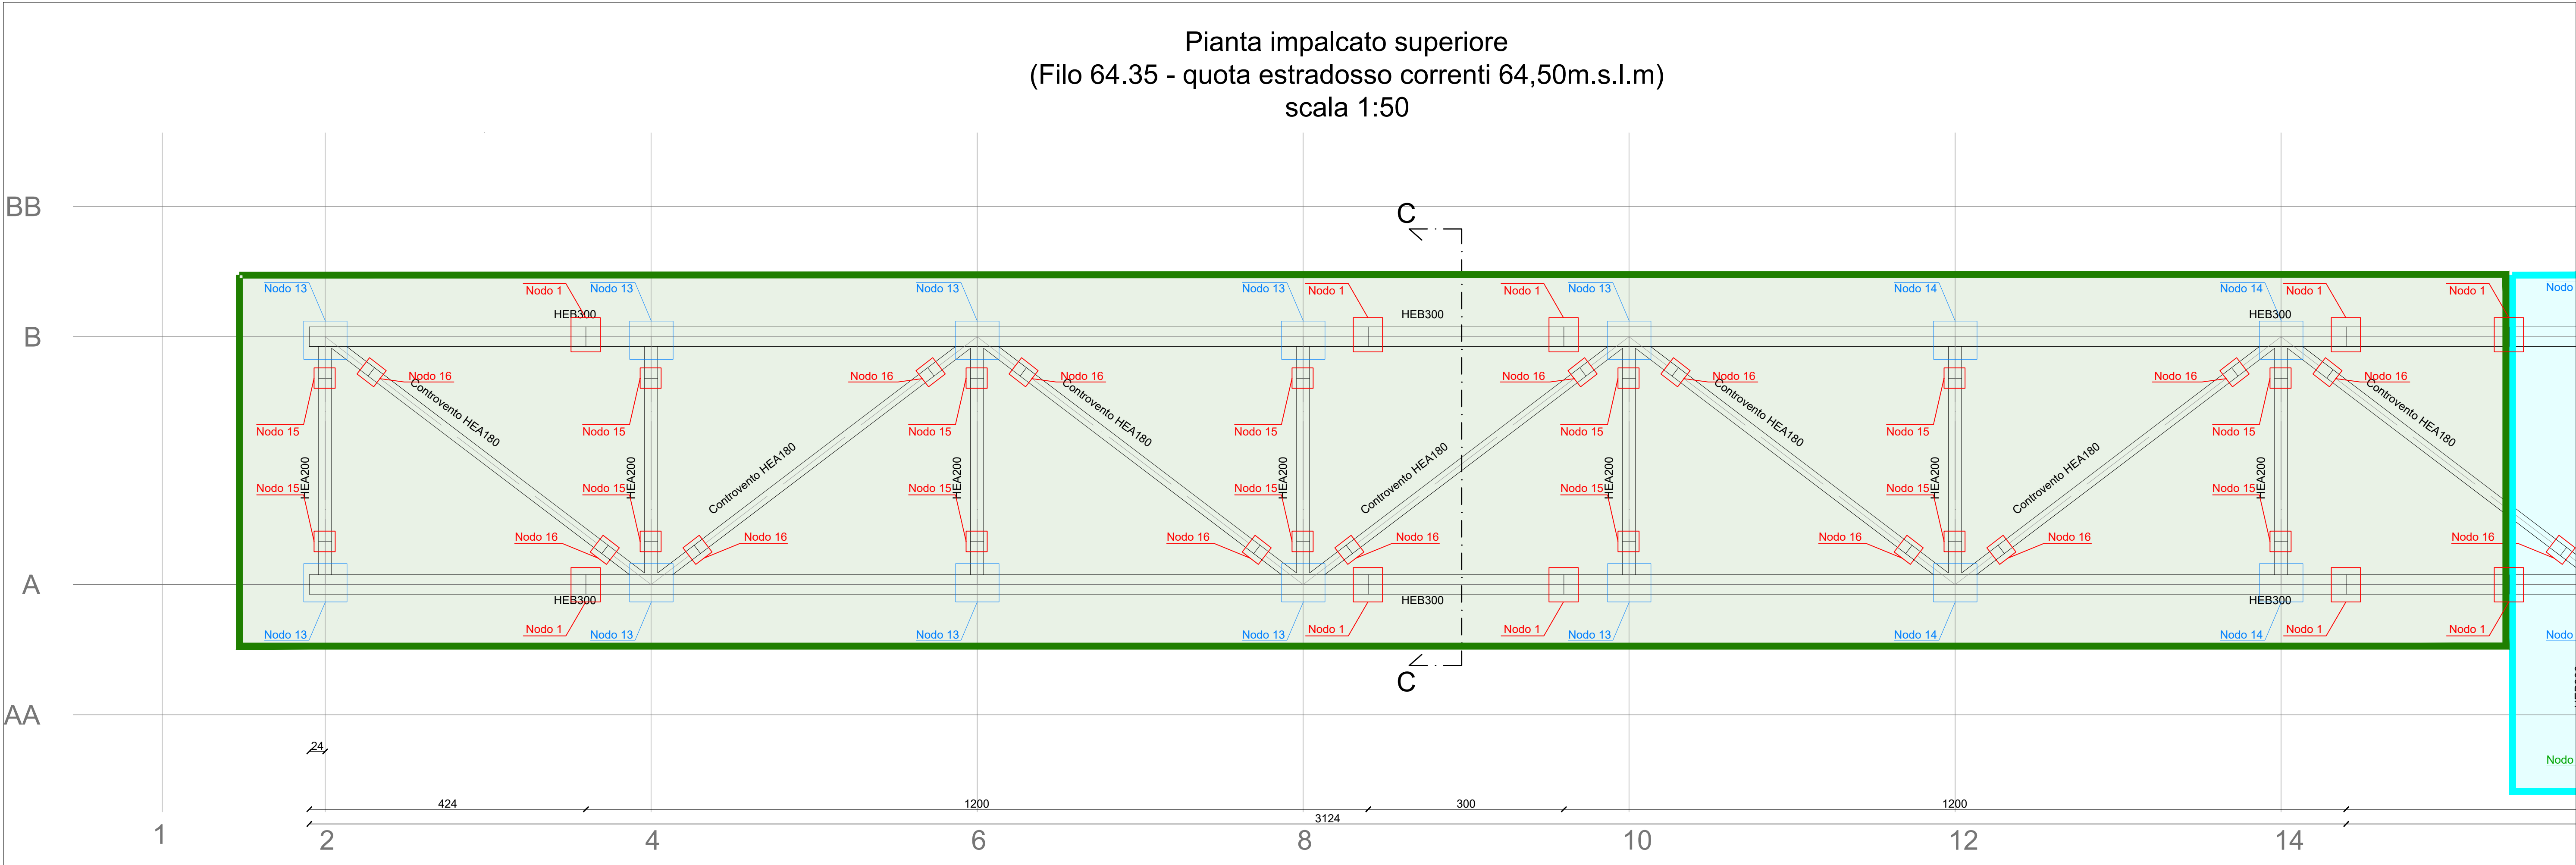 Pianta impalcato superiore
(Filo 64.35 - quota estradosso correnti 64,50m.s.l.m)
scala 1:50
BB
C
Nodo 13 Nodo 1 Nodo 13 Nodo 13 Nodo 13 Nodo 1 Nodo 1 Nodo 13 Nodo 14 Nodo 14 Nodo 1 Nodo 1 Nodo
HEB300 HEB300 HEB300
B
Nodo 16 Nodo 16 Nodo 16 Nodo 16 Nodo 16 Nodo 16 Nodo 16
Controvento HEA180 Controvento HEA180 Controvento HEA180 Controvento HEA180
Nodo 15 Nodo 15 Nodo 15 Nodo 15 Nodo 15 Nodo 15 Nodo 15
Controvento HEA180 Controvento HEA180 Controvento HEA180
HEA200 HEA200 HEA200 HEA200 HEA200 HEA200 HEA200
Nodo 15 Nodo 15 Nodo 15 Nodo 15 Nodo 15 Nodo 15 Nodo 15
Nodo 16 Nodo 16 Nodo 16 Nodo 16 Nodo 16 Nodo 16 Nodo 16
A
HEB300 HEB300 HEB300
Nodo 13 Nodo 1 Nodo 13 Nodo 13 Nodo 13 Nodo 1 Nodo 1 Nodo 13 Nodo 14 Nodo 14 Nodo 1 Nodo 1 Nodo
C
AA
24
Nodo
424 1200 300 1200
3124
1 2 4 6 8 10 12 14